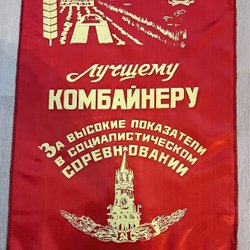 Лучшему
КОМБАЙНЕРУ
ЗА ВЫСОКИЕ ПОКАЗАТЕЛИ
В СОЦИАЛИСТИЧЕСКОМ
СОРЕВНОВАНИИ